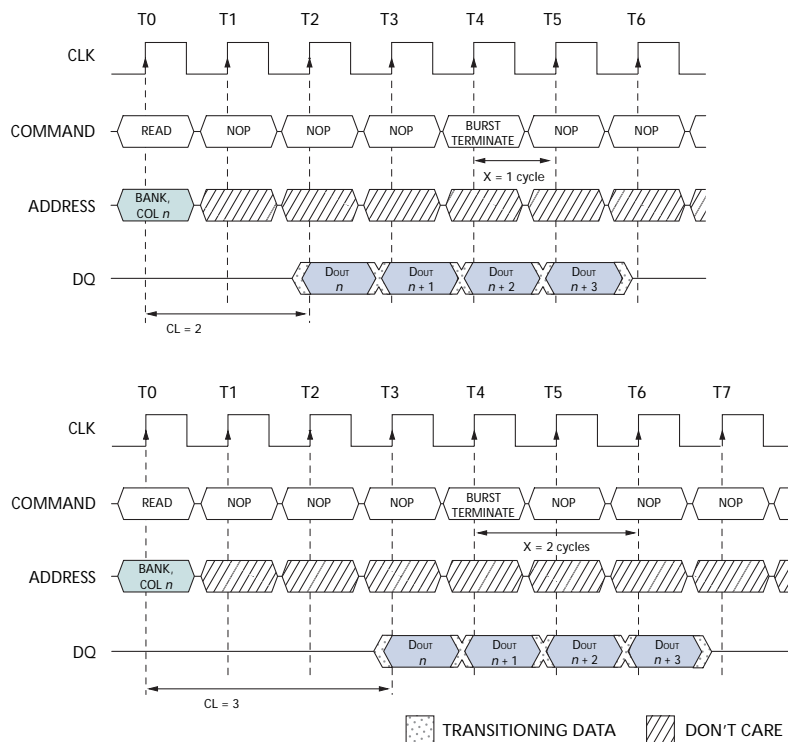 T0 T1 T2 T3 T4 T5 T6
CLK
COMMAND READ NOP NOP NOP BURST TERMINATE NOP NOP
X = 1 cycle
ADDRESS BANK, COL n
DQ DOUT n DOUT n + 1 DOUT n + 2 DOUT n + 3
CL = 2
T0 T1 T2 T3 T4 T5 T6 T7
CLK
COMMAND READ NOP NOP NOP BURST TERMINATE NOP NOP NOP
X = 2 cycles
ADDRESS BANK, COL n
DQ DOUT n DOUT n + 1 DOUT n + 2 DOUT n + 3
CL = 3
TRANSITIONING DATA DON'T CARE